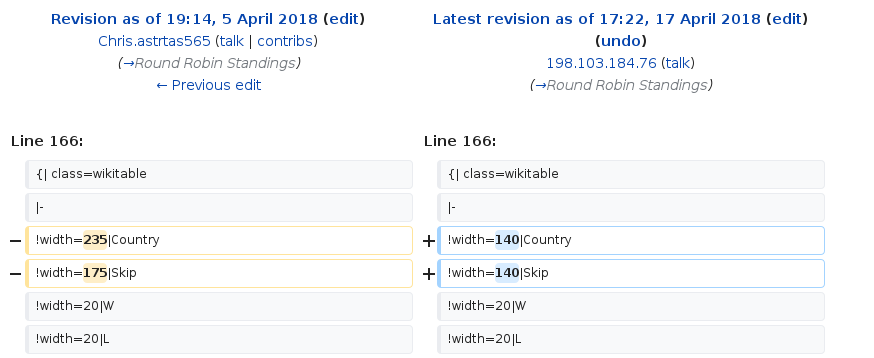 Revision as of 19:14, 5 April 2018 (edit)
Chris.astrtas565 (talk | contribs)
(→Round Robin Standings)
← Previous edit
Latest revision as of 17:22, 17 April 2018 (edit)
(undo)
198.103.184.76 (talk)
(→Round Robin Standings)
Line 166:
Line 166:
{| class=wikitable
{| class=wikitable
|-
|-
− !width=235|Country
+ !width=140|Country
− !width=175|Skip
+ !width=140|Skip
!width=20|W
!width=20|W
!width=20|L
!width=20|L